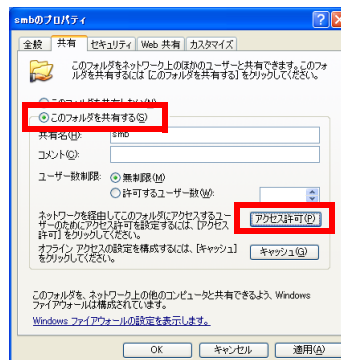 smbのプロパティ
全般 共有 セキュリティ Web 共有 カスタマイズ
このフォルダをネットワーク上のほかのユーザーと共有できます。このフォ
ルダを共有するには [このフォルダを共有する] をクリックしてください。
このフォルダを共有しない(N)
このフォルダを共有する(S)
共有名(H): smb
コメント(C):
ユーザー数制限: 無制限(M)
許可するユーザー数(W):
ネットワークを経由してこのフォルダにアクセスするユー
ザーのためにアクセス許可を設定するには、[アクセス
許可] をクリックしてください。
アクセス許可(P)
オフライン アクセスの設定を構成するには、[キャッシュ]
をクリックしてください。
キャッシュ(G)
このフォルダを、ネットワーク上の他のコンピュータと共有できるよう、Windows
ファイアウォールは構成されています。
Windows ファイアウォールの設定を表示します。
OK キャンセル 適用(A)